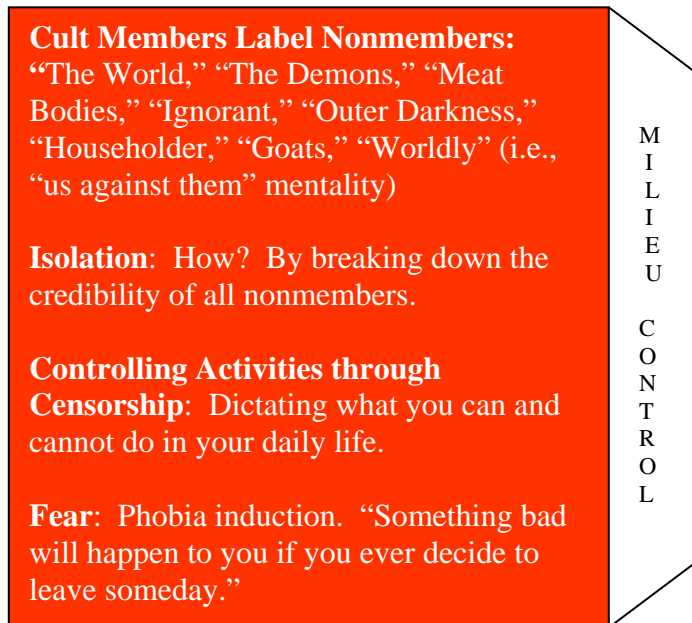 Cult Members Label Nonmembers:
“The World,” “The Demons,” “Meat
Bodies,” “Ignorant,” “Outer Darkness,”
“Householder,” “Goats,” “Worldly” (i.e.,
“us against them” mentality)
Isolation:  How?  By breaking down the
credibility of all nonmembers.
Controlling Activities through
Censorship:  Dictating what you can and
cannot do in your daily life.
Fear:  Phobia induction.  “Something bad
will happen to you if you ever decide to
leave someday.”
MILIEU CONTROL